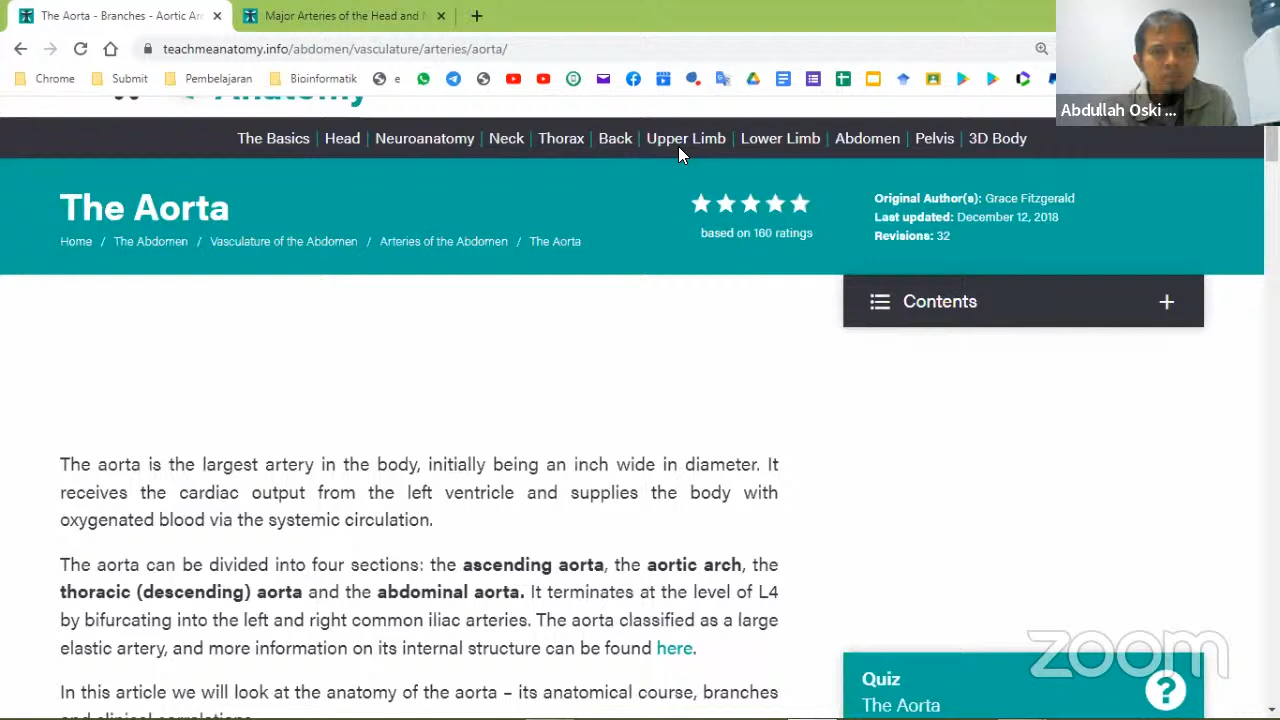 The Aorta - Branches - Aortic Ar
Major Arteries of the Head and N
teachmeanatomy.info/abdomen/vasculature/arteries/aorta/
Chrome Submit Pembelajaran Bioinformatik e
Abdullah Oski ...
The Basics | Head | Neuroanatomy | Neck | Thorax | Back | Upper Limb | Lower Limb | Abdomen | Pelvis | 3D Body
The Aorta
Home / The Abdomen / Vasculature of the Abdomen / Arteries of the Abdomen / The Aorta
based on 160 ratings
Original Author(s): Grace Fitzgerald
Last updated: December 12, 2018
Revisions: 32
Contents
The aorta is the largest artery in the body, initially being an inch wide in diameter. It
receives the cardiac output from the left ventricle and supplies the body with
oxygenated blood via the systemic circulation.
The aorta can be divided into four sections: the ascending aorta, the aortic arch, the
thoracic (descending) aorta and the abdominal aorta. It terminates at the level of L4
by bifurcating into the left and right common iliac arteries. The aorta classified as a large
elastic artery, and more information on its internal structure can be found here.
In this article we will look at the anatomy of the aorta – its anatomical course, branches
and clinical correlations.
Quiz
The Aorta
zoom